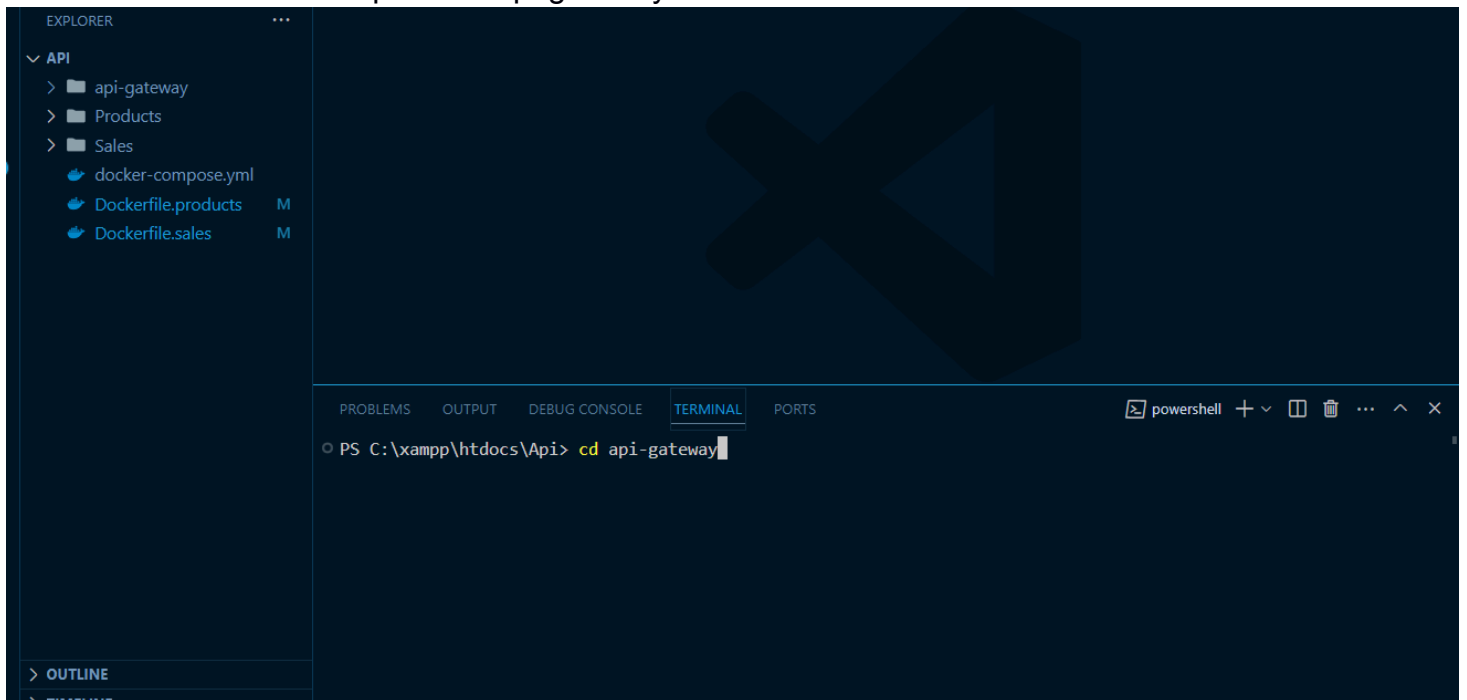 EXPLORER
API
api-gateway
Products
Sales
docker-compose.yml
Dockerfile.products M
Dockerfile.sales M
PROBLEMS OUTPUT DEBUG CONSOLE TERMINAL PORTS
powershell
PS C:\xampp\htdocs\Api> cd api-gateway
OUTLINE